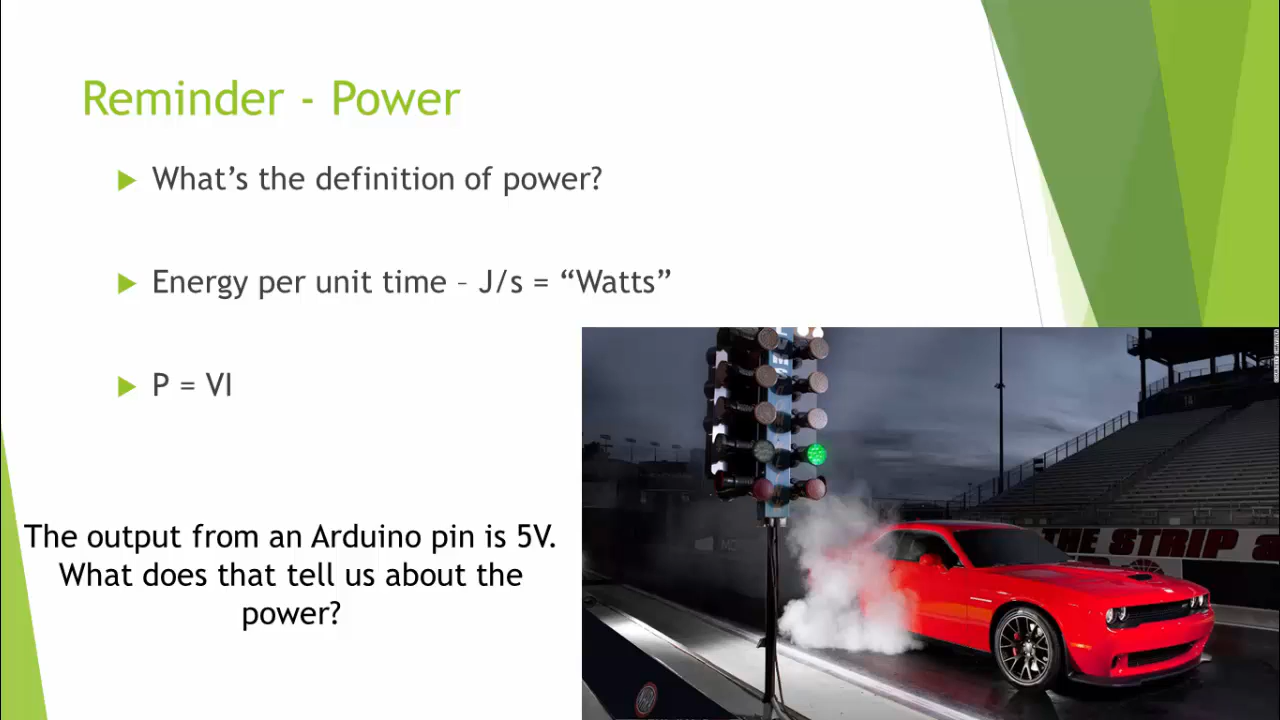 Reminder - Power
What’s the definition of power?
Energy per unit time – J/s = “Watts”
P = VI
The output from an Arduino pin is 5V.
What does that tell us about the
power?
14
THE STRIP